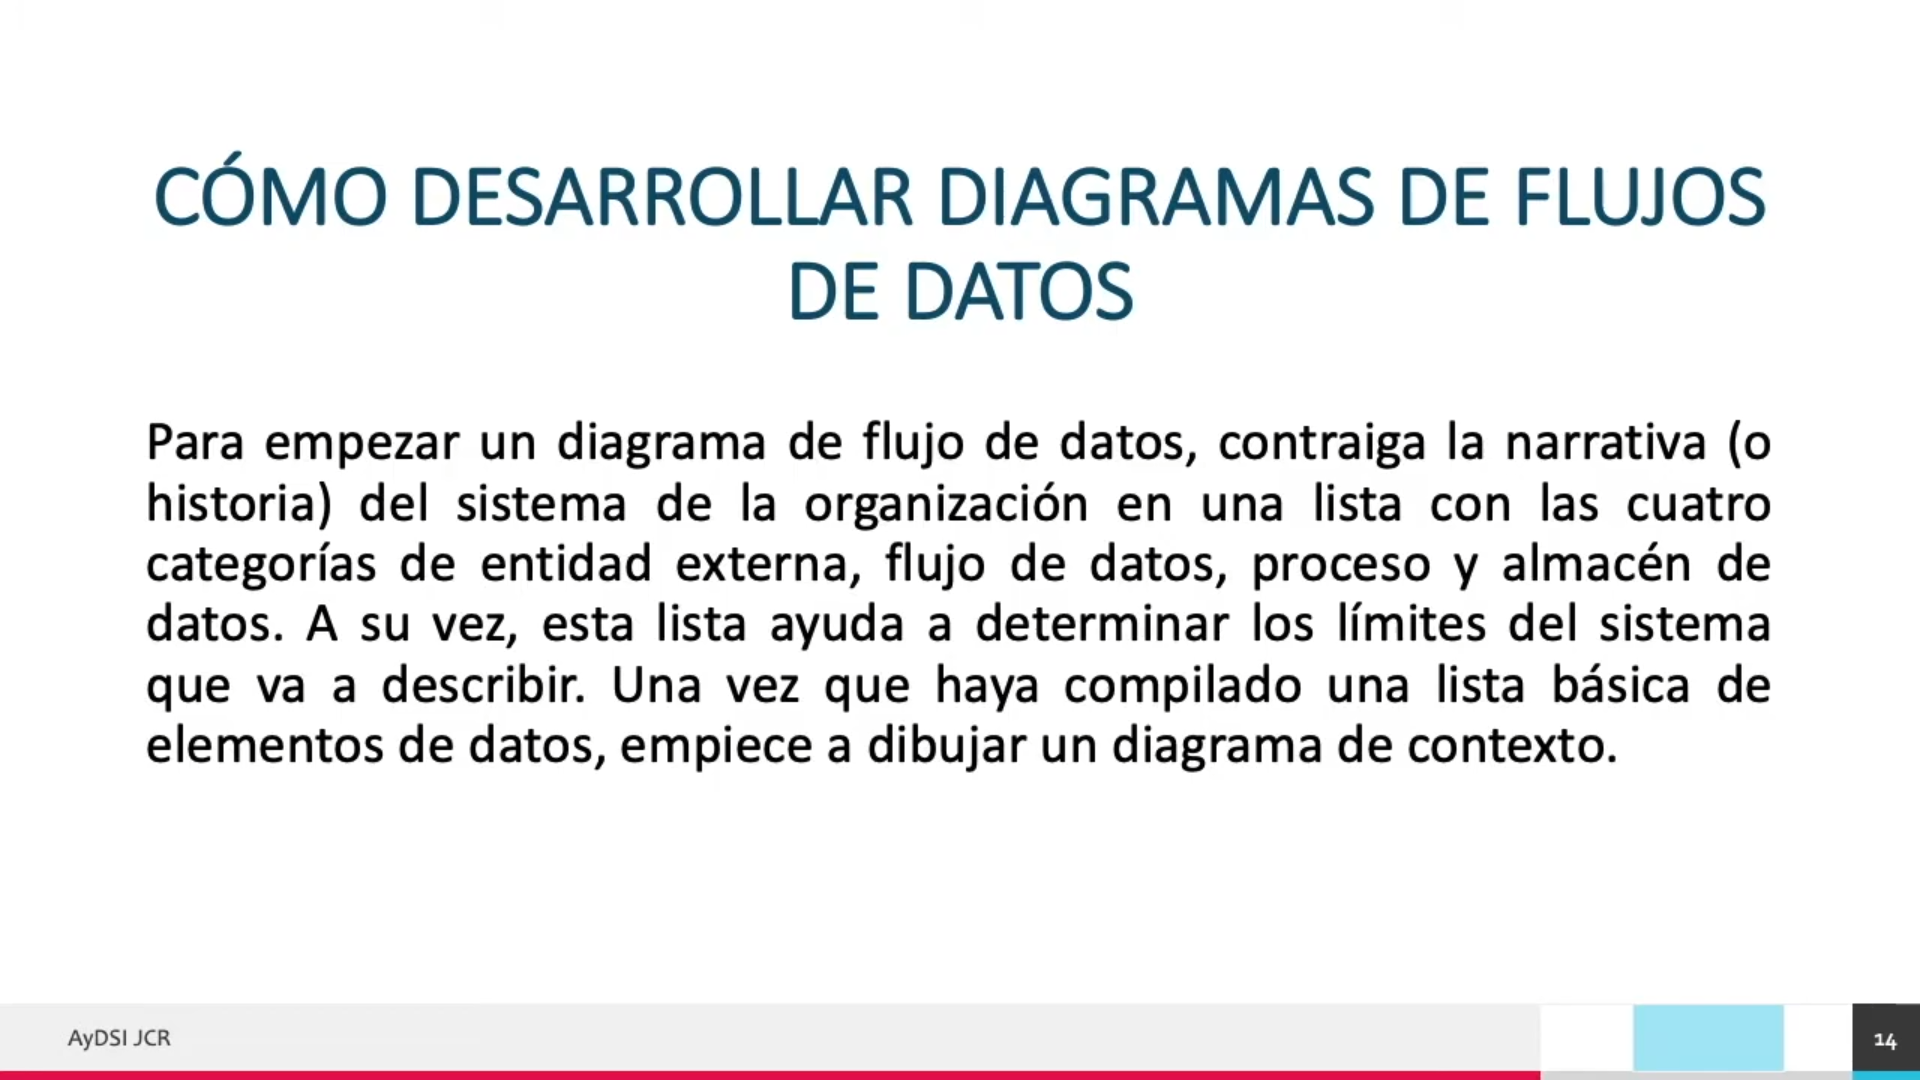 CÓMO DESARROLLAR DIAGRAMAS DE FLUJOS
DE DATOS
Para empezar un diagrama de flujo de datos, contraiga la narrativa (o
historia) del sistema de la organización en una lista con las cuatro
categorías de entidad externa, flujo de datos, proceso y almacén de
datos. A su vez, esta lista ayuda a determinar los límites del sistema
que va a describir. Una vez que haya compilado una lista básica de
elementos de datos, empiece a dibujar un diagrama de contexto.
AyDSI JCR
14